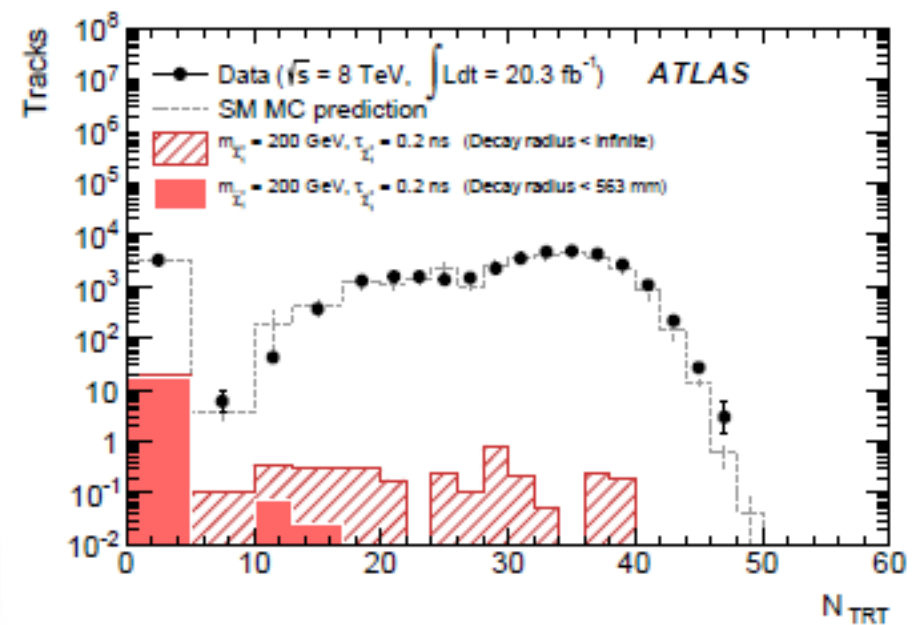 Tracks
10⁸
10⁷
10⁶
10⁵
10⁴
10³
10²
10
1
10⁻¹
10⁻²
Data (√s = 8 TeV, ∫Ldt = 20.3 fb⁻¹) ATLAS
SM MC prediction
= 200 GeV, = 0.2 ns (Decay radius < infinite)
= 200 GeV, = 0.2 ns (Decay radius < 563 mm)
0 10 20 30 40 50 60
N TRT